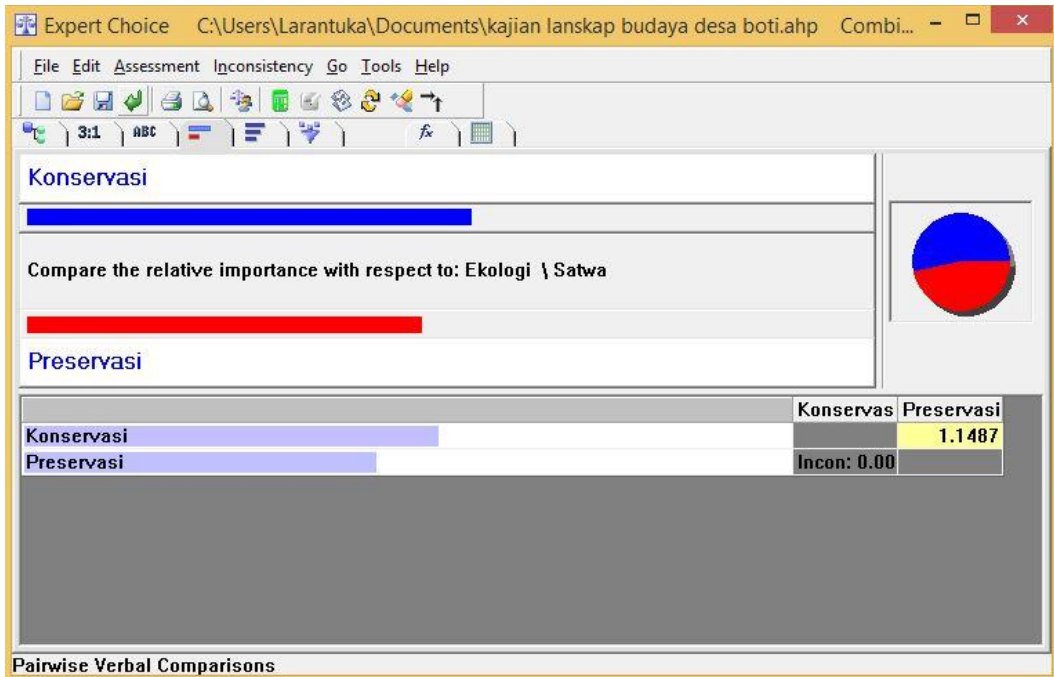 Expert Choice C:\Users\Larantuka\Documents\kajian lanskap budaya desa boti.ahp Combi...
File Edit Assessment Inconsistency Go Tools Help
3:1 ABC fx
Konservasi
Compare the relative importance with respect to: Ekologi \ Satwa
Preservasi
Konservas Preservasi
Konservasi 1.1487
Preservasi Incon: 0.00
Pairwise Verbal Comparisons